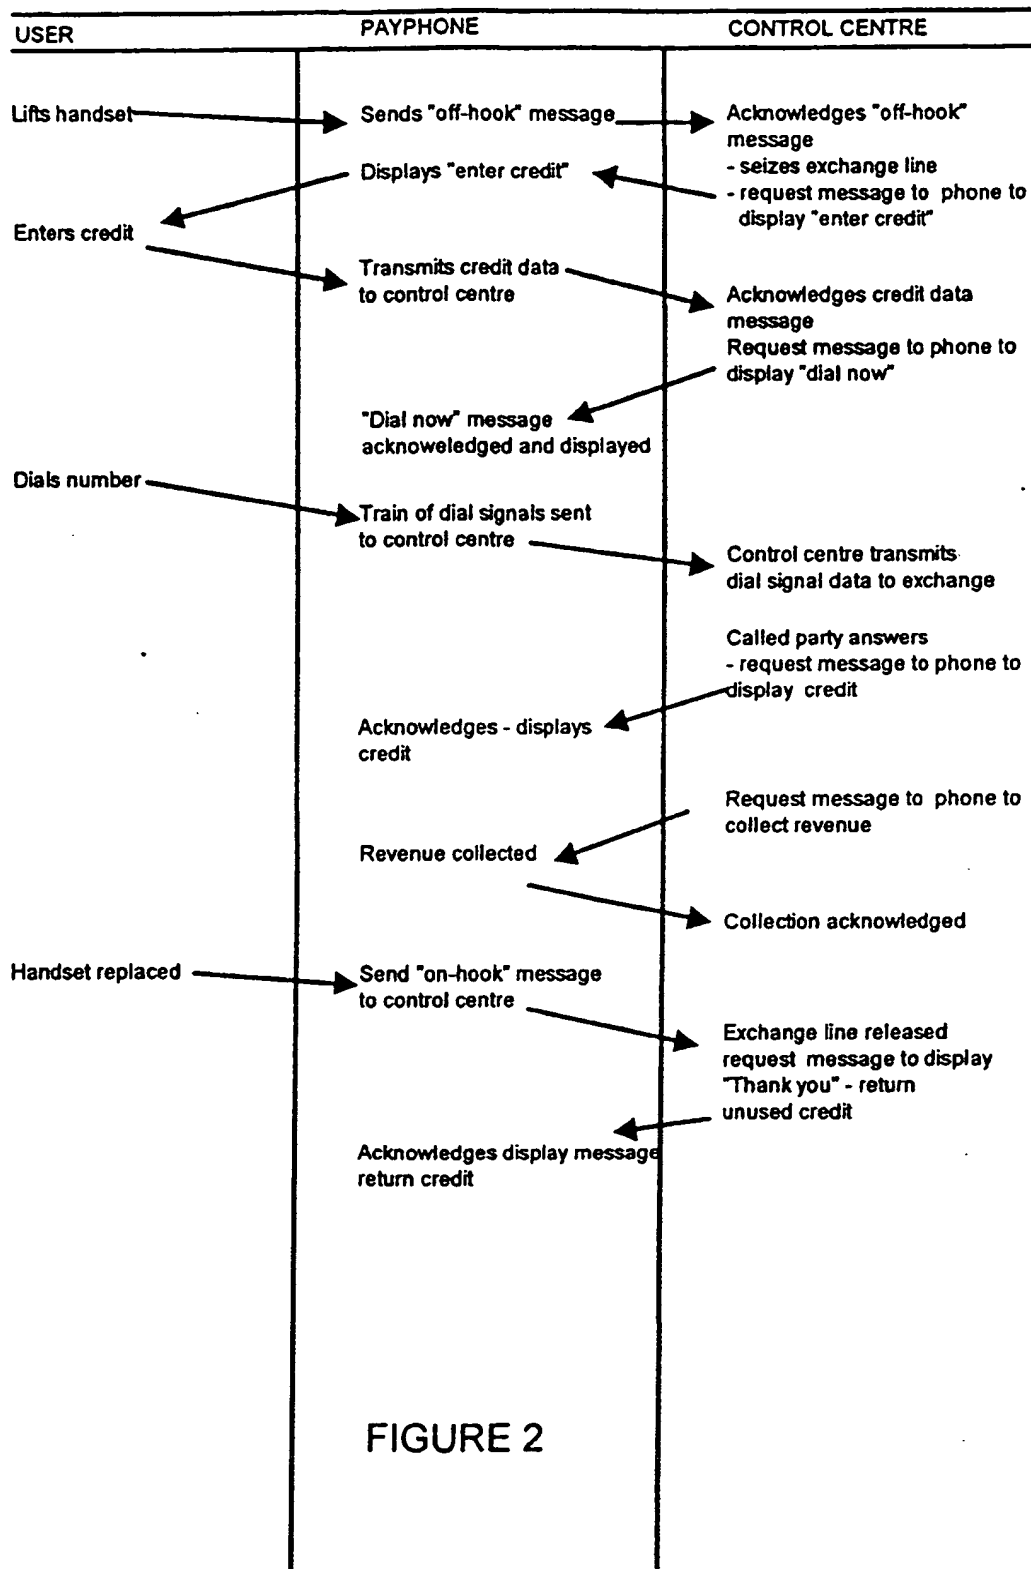 USER
PAYPHONE
CONTROL CENTRE
Lifts handset
Sends "off-hook" message
Acknowledges "off-hook"
message
- seizes exchange line
- request message to phone to
display "enter credit"
Displays "enter credit"
Enters credit
Transmits credit data
to control centre
Acknowledges credit data
message
Request message to phone to
display "dial now"
"Dial now" message
acknoweledged and displayed
Dials number
Train of dial signals sent
to control centre
Control centre transmits
dial signal data to exchange
Called party answers
- request message to phone to
display credit
Acknowledges - displays
credit
Request message to phone to
collect revenue
Revenue collected
Collection acknowledged
Handset replaced
Send "on-hook" message
to control centre
Exchange line released
request message to display
"Thank you" - return
unused credit
Acknowledges display message
return credit
FIGURE 2